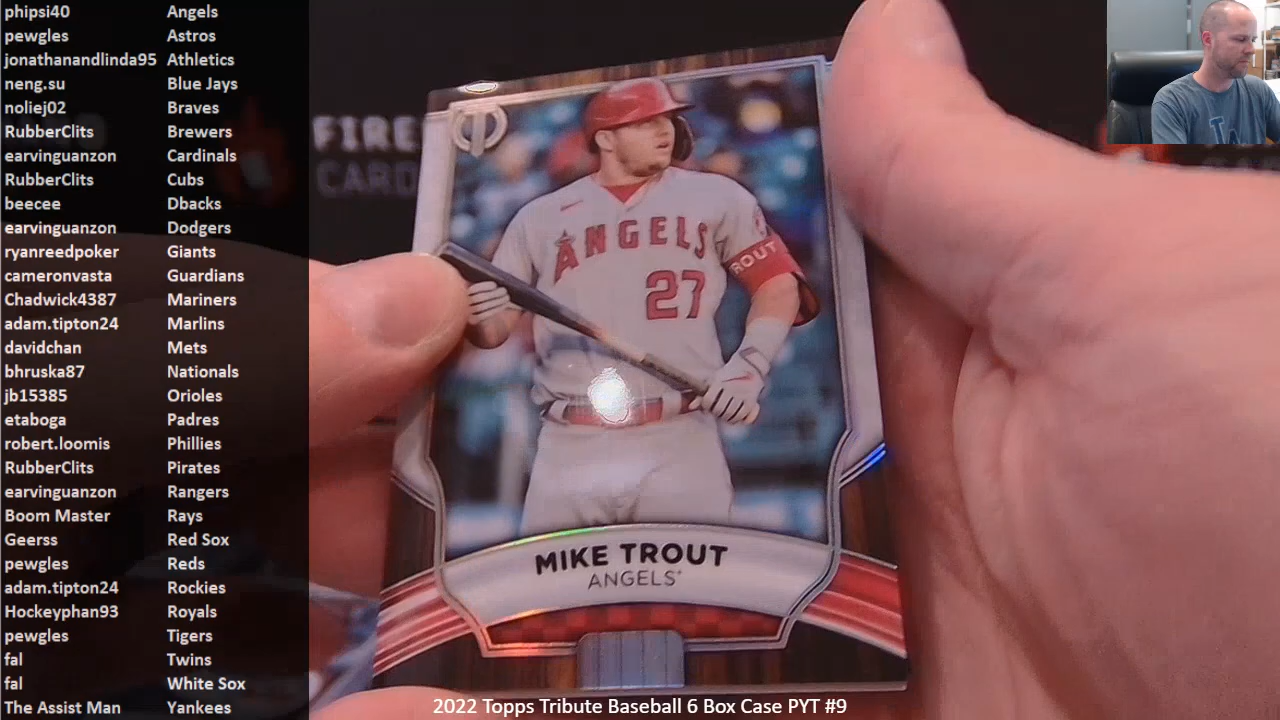 phipsi40 Angels
pewgles Astros
jonathanandlinda95 Athletics
neng.su Blue Jays
noliej02 Braves
RubberClits Brewers
earvinguanzon Cardinals
RubberClits Cubs
beecee Dbacks
earvinguanzon Dodgers
ryanreedpoker Giants
cameronvasta Guardians
Chadwick4387 Mariners
adam.tipton24 Marlins
davidchan Mets
bhruska87 Nationals
jb15385 Orioles
etaboga Padres
robert.loomis Phillies
RubberClits Pirates
earvinguanzon Rangers
Boom Master Rays
Geerss Red Sox
pewgles Reds
adam.tipton24 Rockies
Hockeyphan93 Royals
pewgles Tigers
fal Twins
fal White Sox
The Assist Man Yankees
FIRE
CARD
ANGELS
27
ROUT
MIKE TROUT
ANGELS
2022 Topps Tribute Baseball 6 Box Case PYT #9